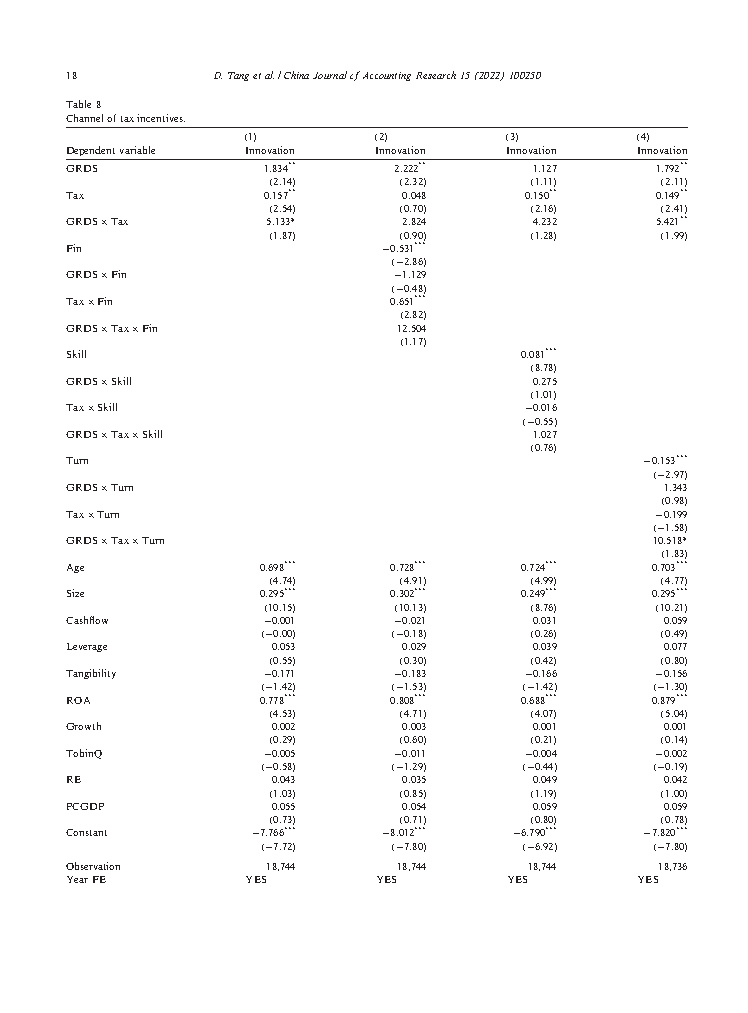 18 D. Tang et al. / China Journal of Accounting Research 15 (2022) 100250
Table 8
Channel of tax incentives.
(1) (2) (3) (4)
Dependent variable Innovation Innovation Innovation Innovation
GRDS 1.834** 2.222** 1.127 1.792**
(2.14) (2.32) (1.11) (2.11)
Tax 0.157** 0.048 0.150** 0.149**
(2.54) (0.70) (2.16) (2.41)
GRDS × Tax 5.133* 2.824 4.232 5.421**
(1.87) (0.90) (1.28) (1.99)
Fin −0.531***
(−2.86)
GRDS × Fin −1.129
(−0.48)
Tax × Fin 0.651***
(2.82)
GRDS × Tax × Fin 12.504
(1.17)
Skill 0.081***
(8.78)
GRDS × Skill 0.275
(1.01)
Tax × Skill −0.016
(−0.55)
GRDS × Tax × Skill 1.027
(0.76)
Turn −0.153***
(−2.97)
GRDS × Turn 1.343
(0.98)
Tax × Turn −0.199
(−1.58)
GRDS × Tax × Turn 10.518*
(1.83)
Age 0.698*** 0.728*** 0.724*** 0.703***
(4.74) (4.91) (4.99) (4.77)
Size 0.295*** 0.302*** 0.249*** 0.295***
(10.15) (10.13) (8.76) (10.21)
Cashflow −0.001 −0.021 0.031 0.059
(−0.00) (−0.18) (0.26) (0.49)
Leverage 0.053 0.029 0.039 0.077
(0.55) (0.30) (0.42) (0.80)
Tangibility −0.171 −0.183 −0.166 −0.156
(−1.42) (−1.53) (−1.42) (−1.30)
ROA 0.778*** 0.808*** 0.688*** 0.879***
(4.53) (4.71) (4.07) (5.04)
Growth 0.002 0.003 0.001 0.001
(0.29) (0.60) (0.21) (0.14)
TobinQ −0.005 −0.011 −0.004 −0.002
(−0.58) (−1.29) (−0.44) (−0.19)
RE 0.043 0.035 0.049 0.042
(1.03) (0.85) (1.19) (1.00)
PCGDP 0.055 0.054 0.059 0.059
(0.73) (0.71) (0.80) (0.78)
Constant −7.766*** −8.012*** −6.790*** −7.820***
(−7.72) (−7.80) (−6.92) (−7.80)
Observation 18,744 18,744 18,744 18,736
Year FE YES YES YES YES